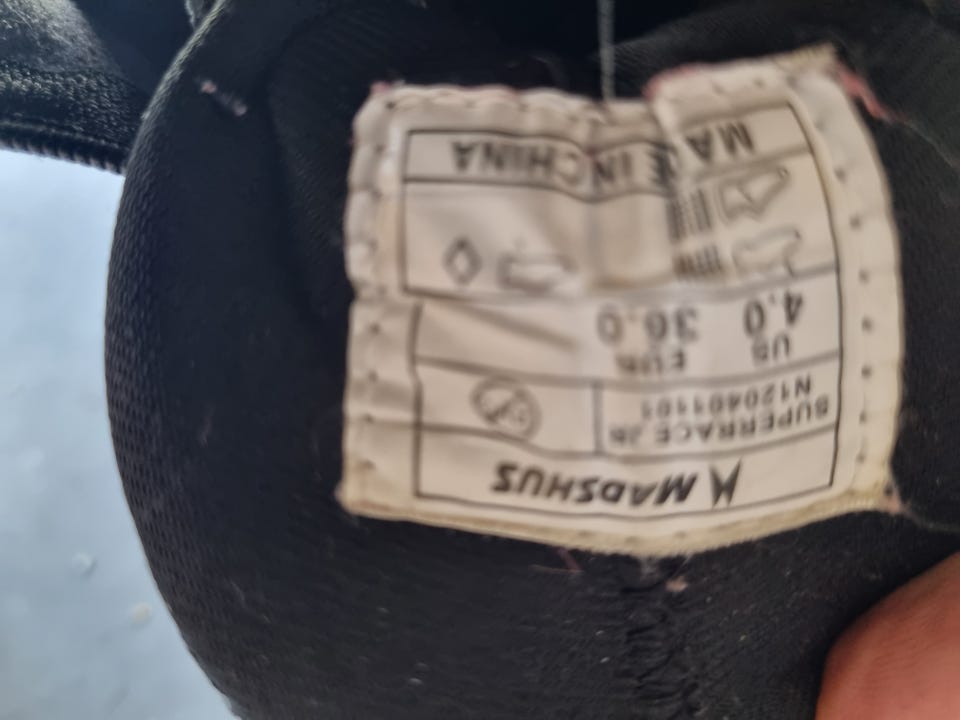 MADSHUS
SUPERRACE JR
N120401101
US EUR
4.0 36.0
MADE IN CHINA